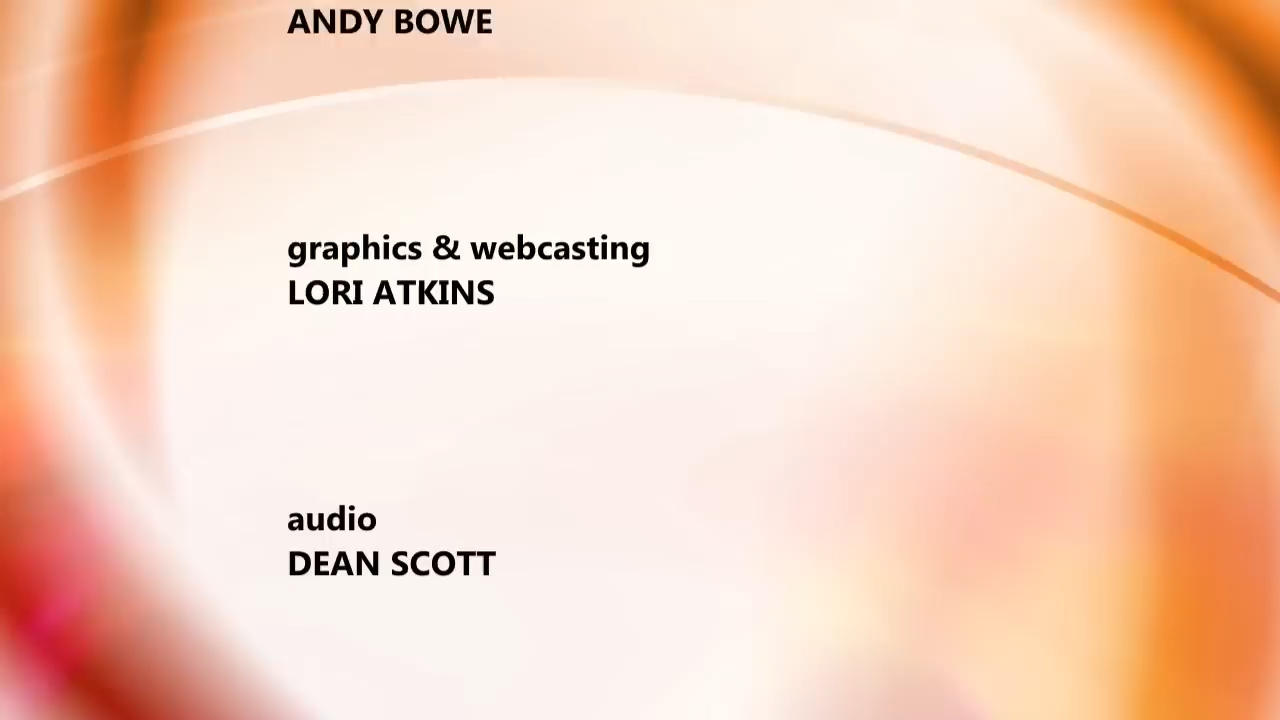 ANDY BOWE
graphics & webcasting
LORI ATKINS
audio
DEAN SCOTT